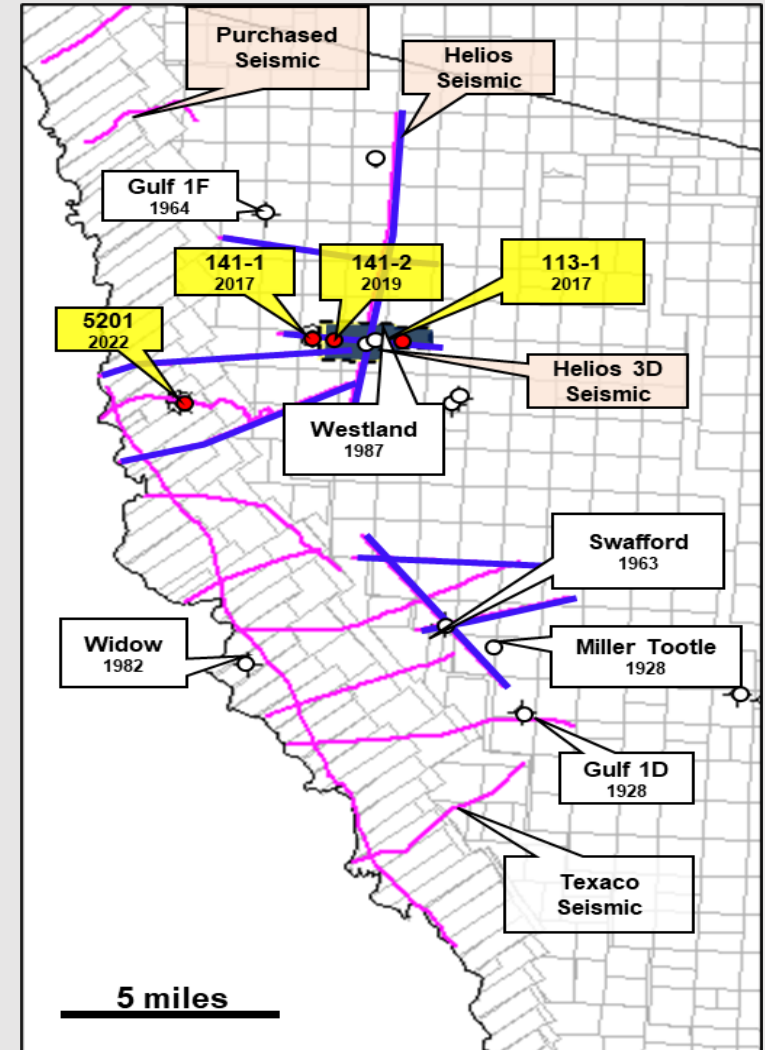 Purchased
Seismic
Helios
Seismic
Gulf 1F
1964
141-1
2017
141-2
2019
113-1
2017
5201
2022
Helios 3D
Seismic
Westland
1987
Swafford
1963
Widow
1982
Miller Tootle
1928
Gulf 1D
1928
Texaco
Seismic
5 miles